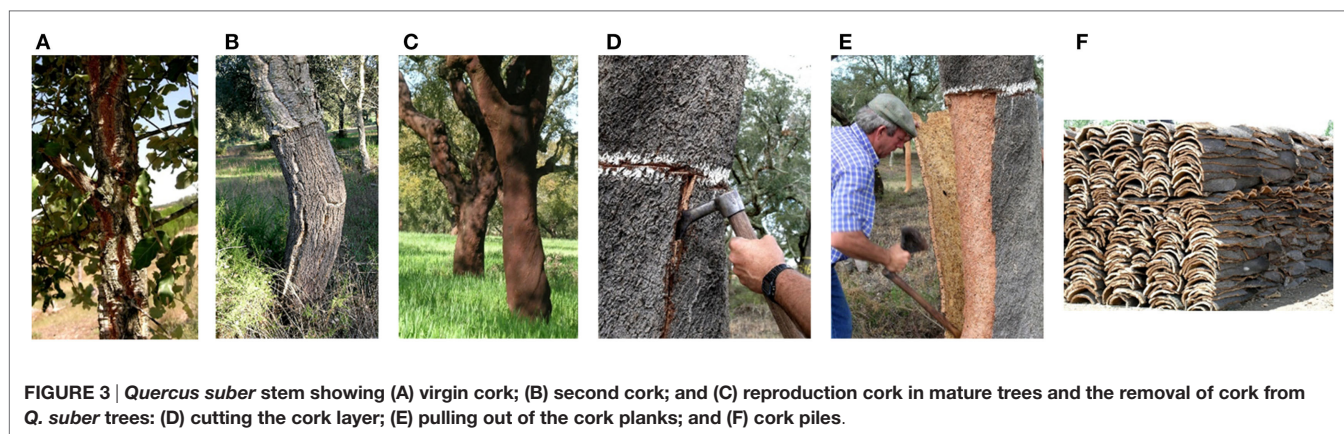 A B C D E F
FIGURE 3 | Quercus suber stem showing (A) virgin cork; (B) second cork; and (C) reproduction cork in mature trees and the removal of cork from
Q. suber trees: (D) cutting the cork layer; (E) pulling out of the cork planks; and (F) cork piles.